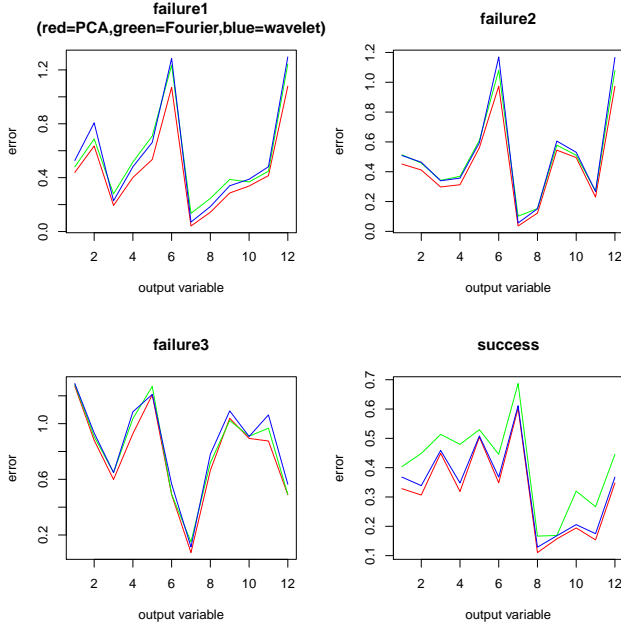 failure1
(red=PCA,green=Fourier,blue=wavelet)
error
0.0 0.4 0.8 1.2
2 4 6 8 10 12
output variable
failure2
error
0.0 0.2 0.4 0.6 0.8 1.0 1.2
2 4 6 8 10 12
output variable
failure3
error
0.2 0.6 1.0
2 4 6 8 10 12
output variable
success
error
0.1 0.2 0.3 0.4 0.5 0.6 0.7
2 4 6 8 10 12
output variable